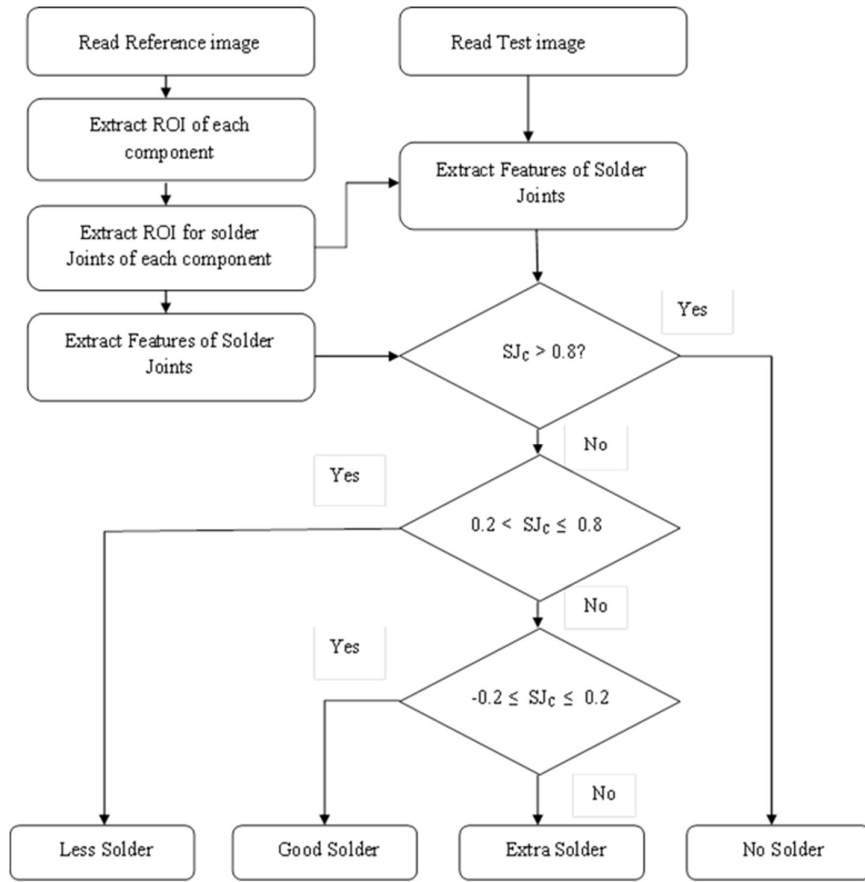 Read Reference image
Read Test image
Extract ROI of each
component
Extract Features of Solder
Joints
Extract ROI for solder
Joints of each component
Extract Features of Solder
Joints
Yes
SJC > 0.8?
No
Yes
0.2 < SJC ≤ 0.8
No
Yes
-0.2 ≤ SJC ≤ 0.2
No
Less Solder
Good Solder
Extra Solder
No Solder